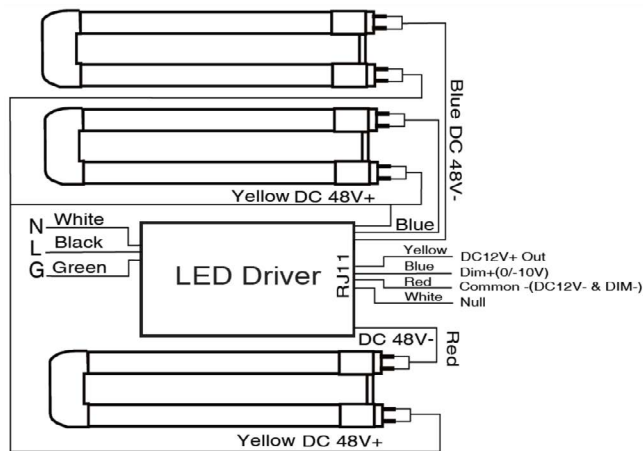 Blue DC 48V-
Yellow DC 48V+
Blue
N White
L Black
G Green
LED Driver
RJ11
Yellow DC12V+ Out
Blue Dim+(0/-10V)
Red Common -(DC12V- & DIM-)
White Null
DC 48V-
Red
Yellow DC 48V+